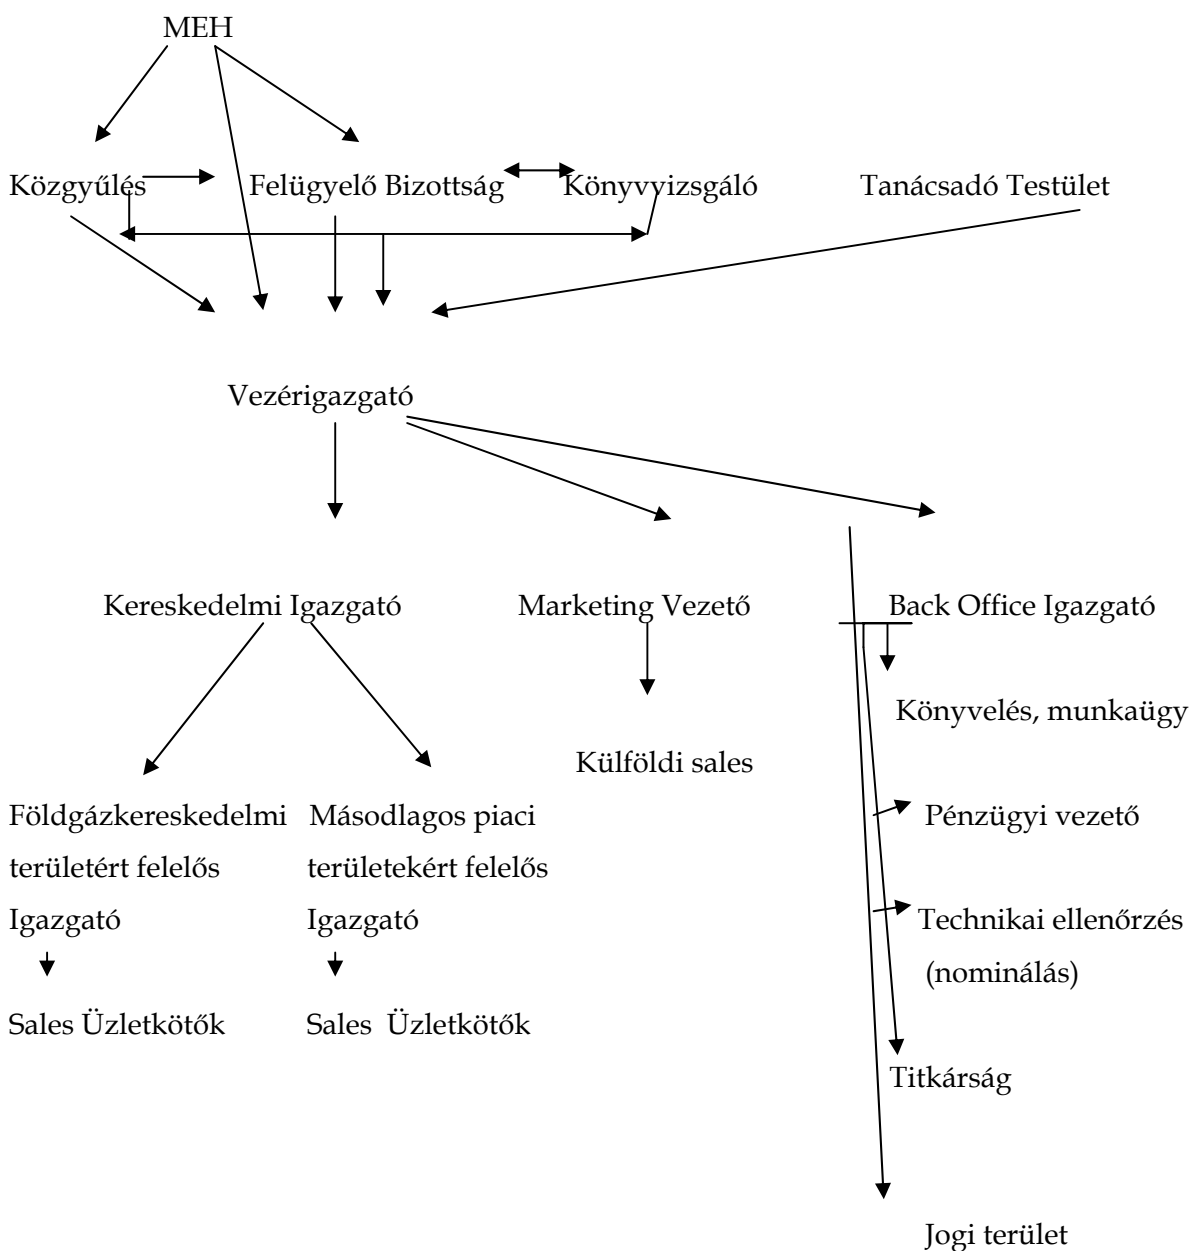 MEH
Közgyűlés Felügyelő Bizottság Könyvvizsgáló Tanácsadó Testület
Vezérigazgató
Kereskedelmi Igazgató Marketing Vezető Back Office Igazgató
Könyvelés, munkaügy
Külföldi sales
Földgázkereskedelmi Másodlagos piaci Pénzügyi vezető
területért felelős területekért felelős
Igazgató Igazgató Technikai ellenőrzés
(nominálás)
Sales Üzletkötők Sales Üzletkötők
Titkárság
Jogi terület